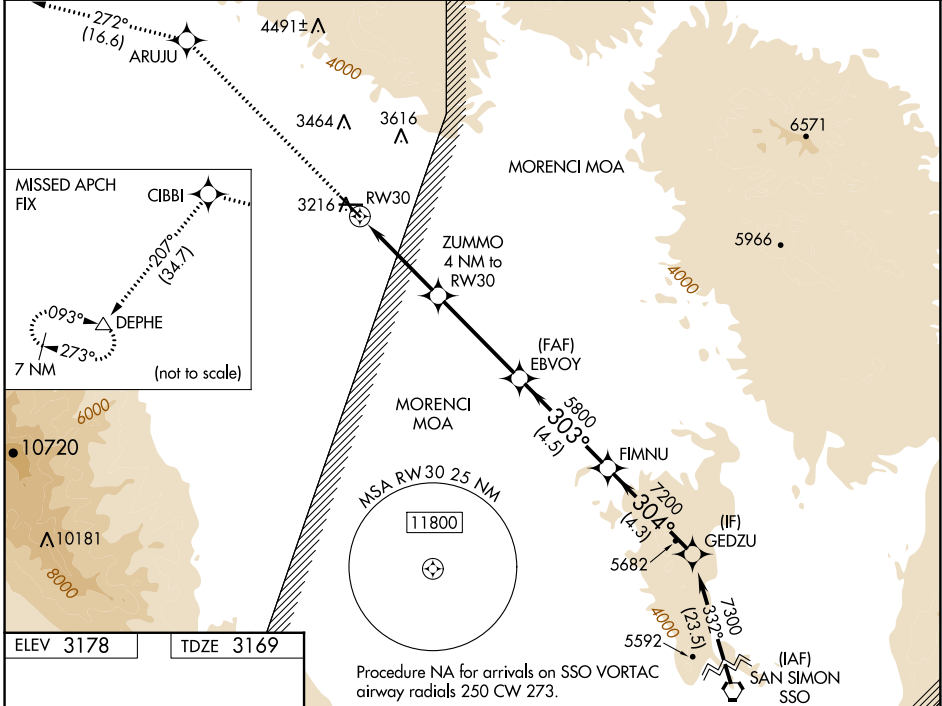 272°
(16.6)
ARUJU
4491±
4000
3464
3616
6571
MORENCI MOA
MISSED APCH
FIX
CIBBI
207°
(34.7)
093°
DEPHE
273°
7 NM
(not to scale)
3216
RW30
5966
ZUMMO
4 NM to
RW30
4000
(FAF)
EBVOY
6000
10720
MORENCI
MOA
5800
303°
(4.5)
FIMNU
MSA RW30 25 NM
11800
7200
304°
(4.3)
(IF)
GEDZU
10181
8000
5682
7300
332°
(23.5)
4000
5592
ELEV 3178
TDZE 3169
(IAF)
SAN SIMON
SSO
Procedure NA for arrivals on SSO VORTAC
airway radials 250 CW 273.